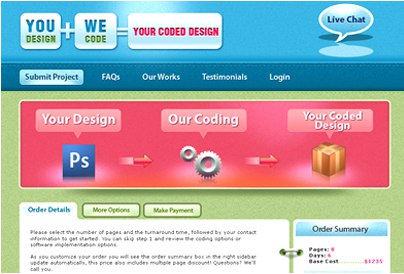 YOU DESIGN + WE CODE = YOUR CODED DESIGN
Live Chat
Submit Project FAQs Our Works Testimonials Login
Your Design Our Coding Your Coded Design
Ps
Order Details More Options Make Payment
Please select the number of pages and the turnaround time, followed by your contact
information to get started. You can skip step 1 and review the coding options or
software implementation options.
As you customize your order you will see the order summary box in the right sidebar
update automatically, this price also includes multiple page discount! Questions? We'll
call you.
Order Summary
Pages: 8
Days: 6
Base Cost........$1235